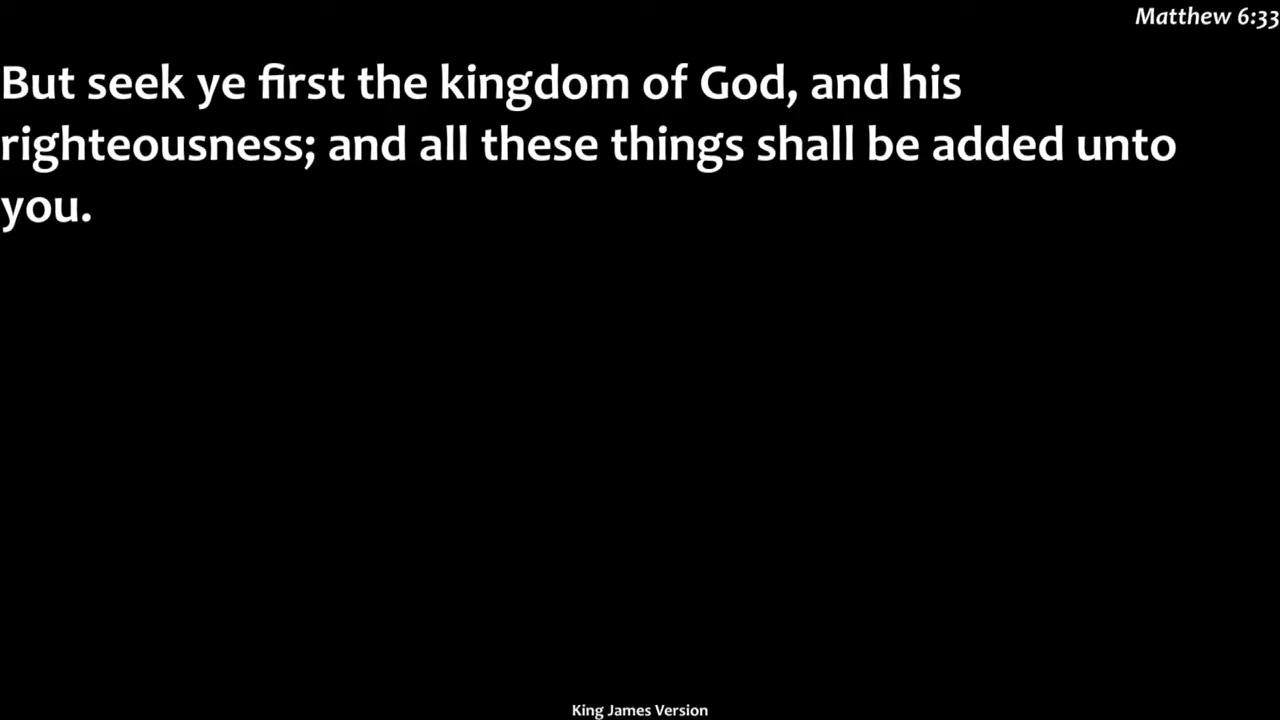 Matthew 6:33
But seek ye first the kingdom of God, and his
righteousness; and all these things shall be added unto
you.
King James Version